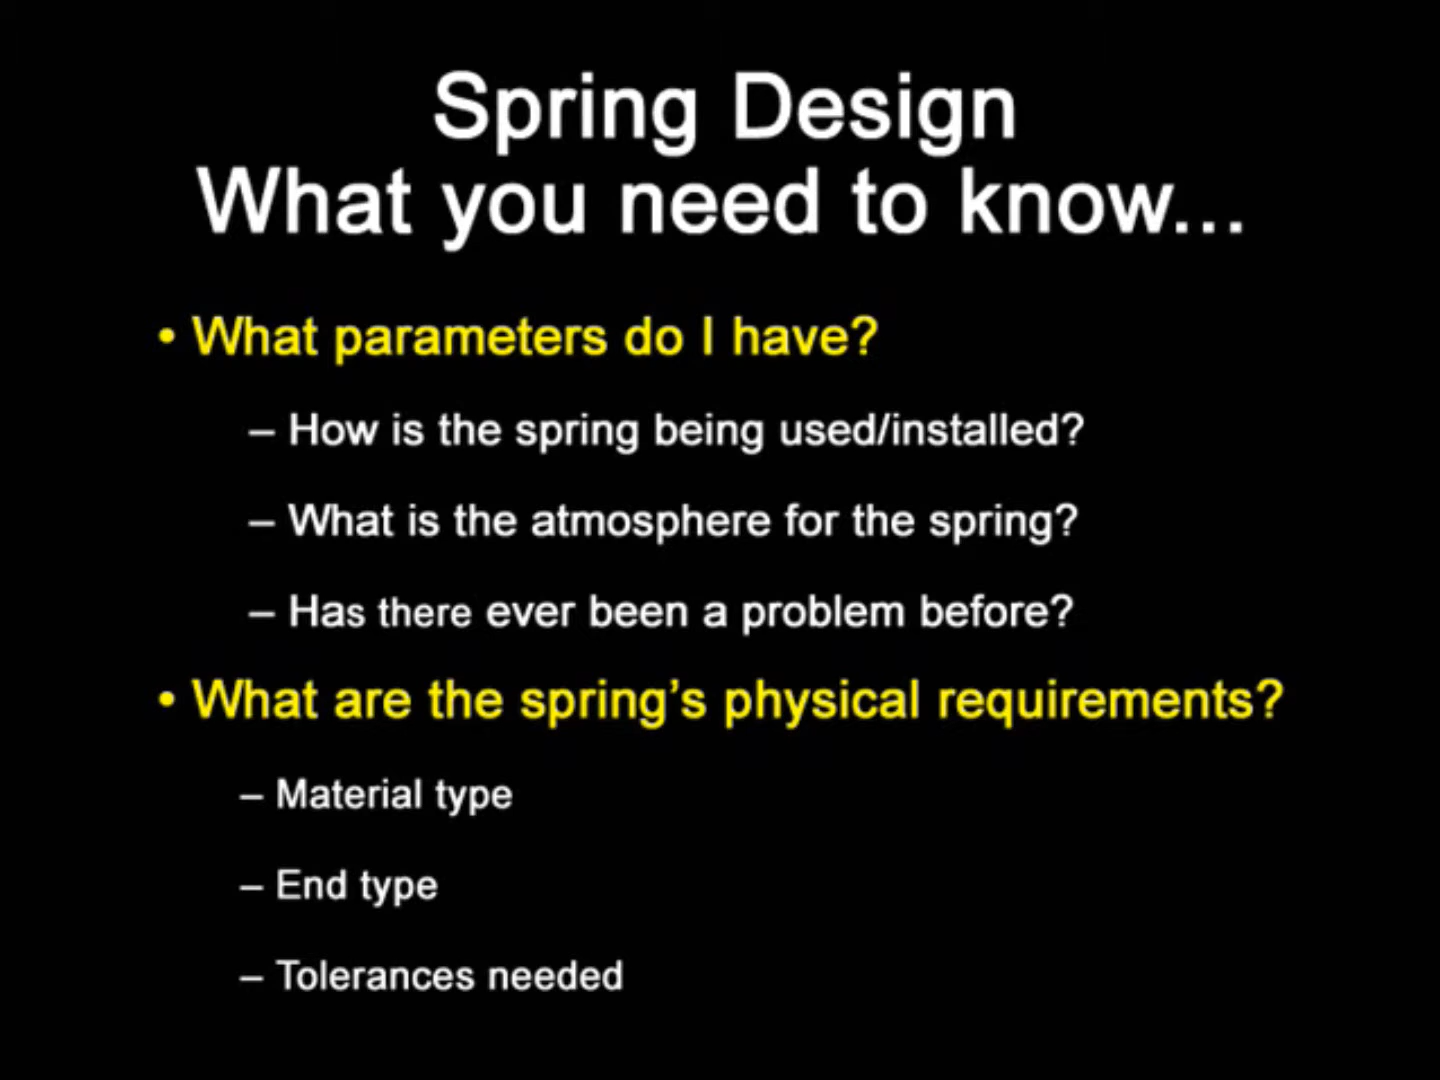 Spring Design
What you need to know...
• What parameters do I have?
– How is the spring being used/installed?
– What is the atmosphere for the spring?
– Has there ever been a problem before?
• What are the spring’s physical requirements?
– Material type
– End type
– Tolerances needed